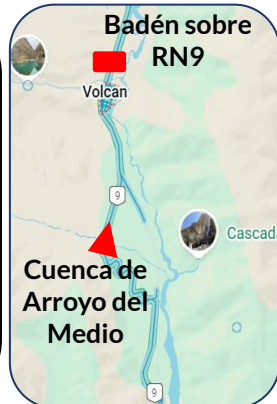 Badén sobre
RN9
Volcan
9
Cascad
Cuenca de
Arroyo del
Medio
9